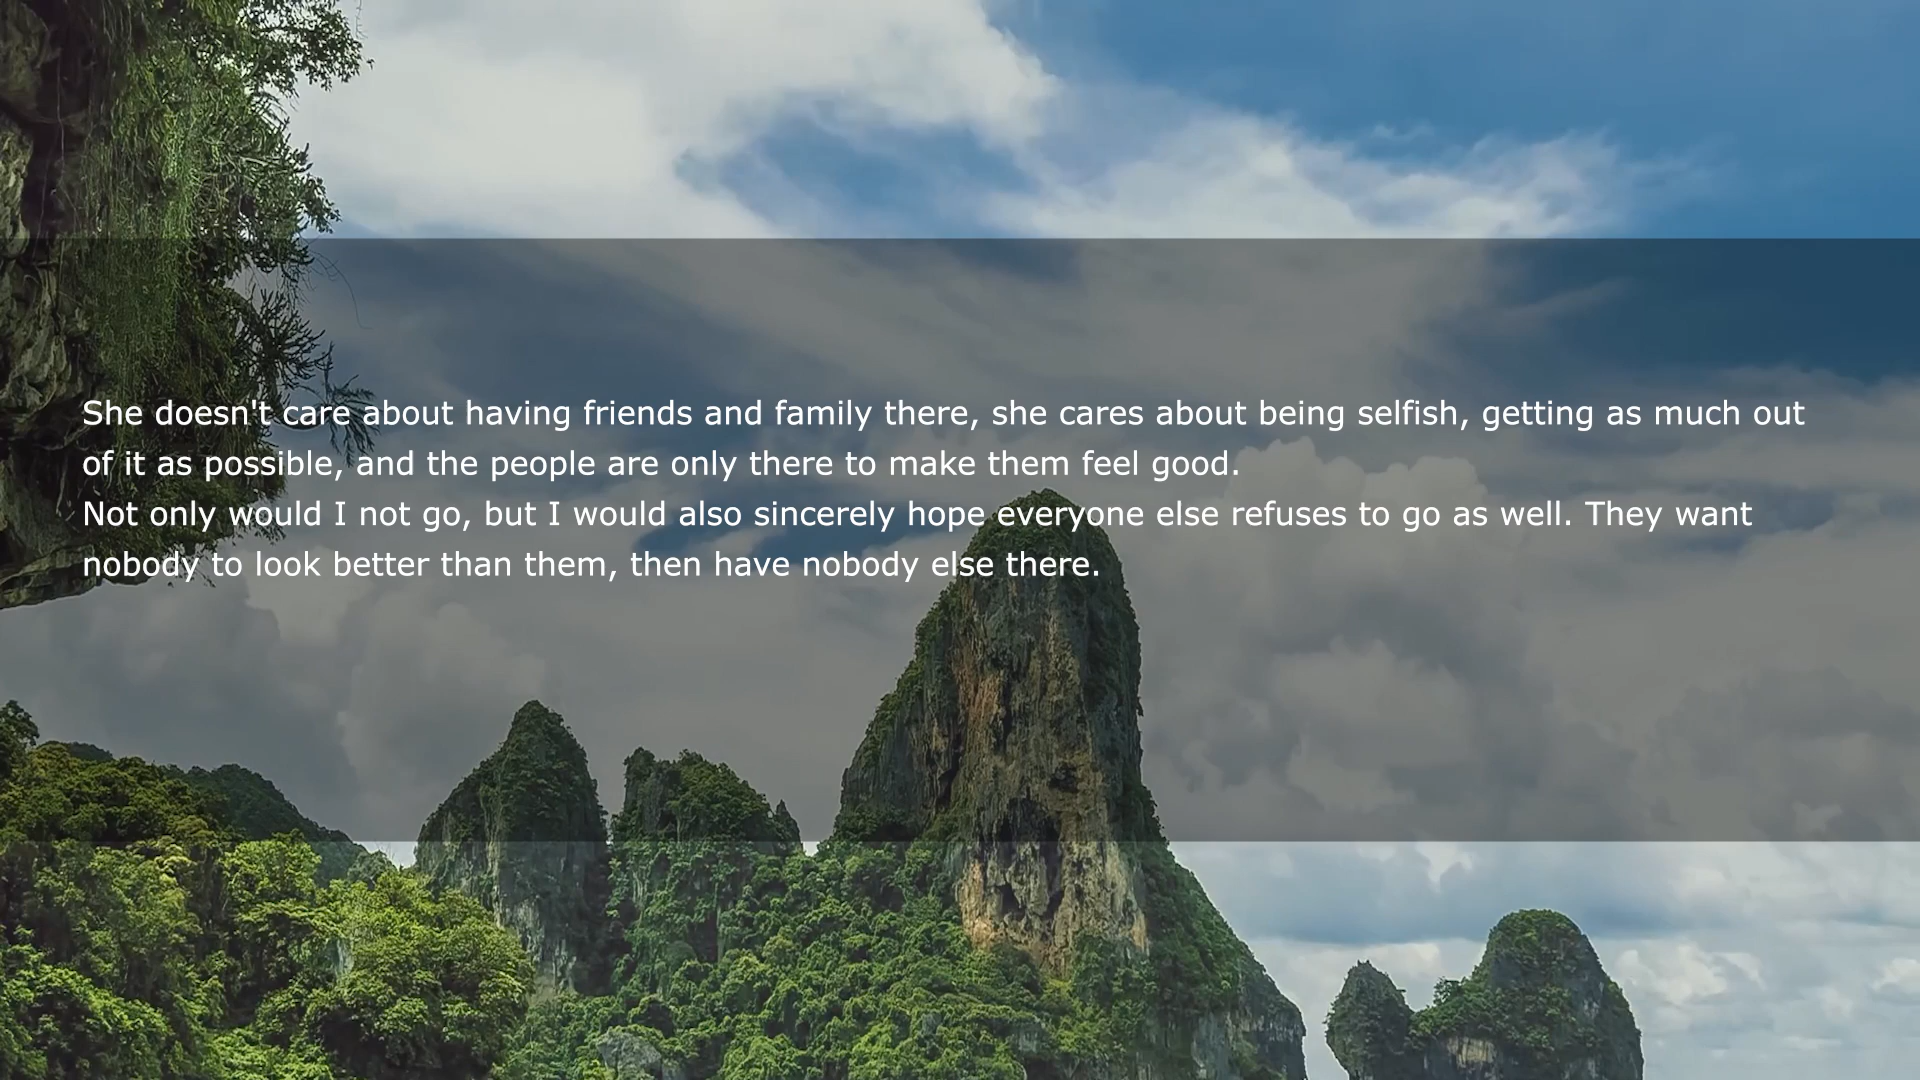 She doesn't care about having friends and family there, she cares about being selfish, getting as much out
of it as possible, and the people are only there to make them feel good.
Not only would I not go, but I would also sincerely hope everyone else refuses to go as well. They want
nobody to look better than them, then have nobody else there.